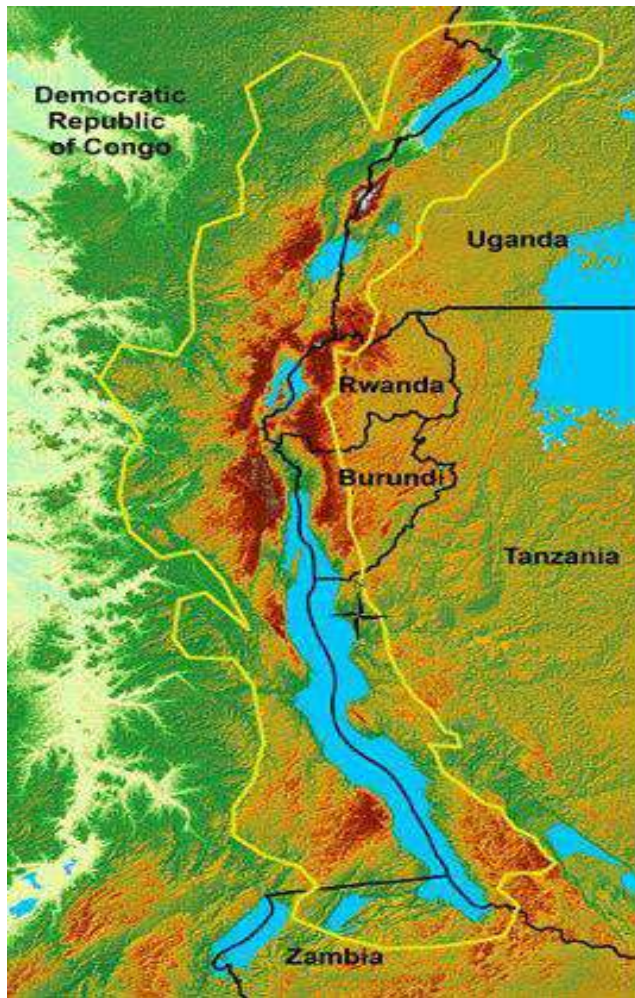 Democratic
Republic
of Congo
Uganda
Rwanda
Burundi
Tanzania
Zambia